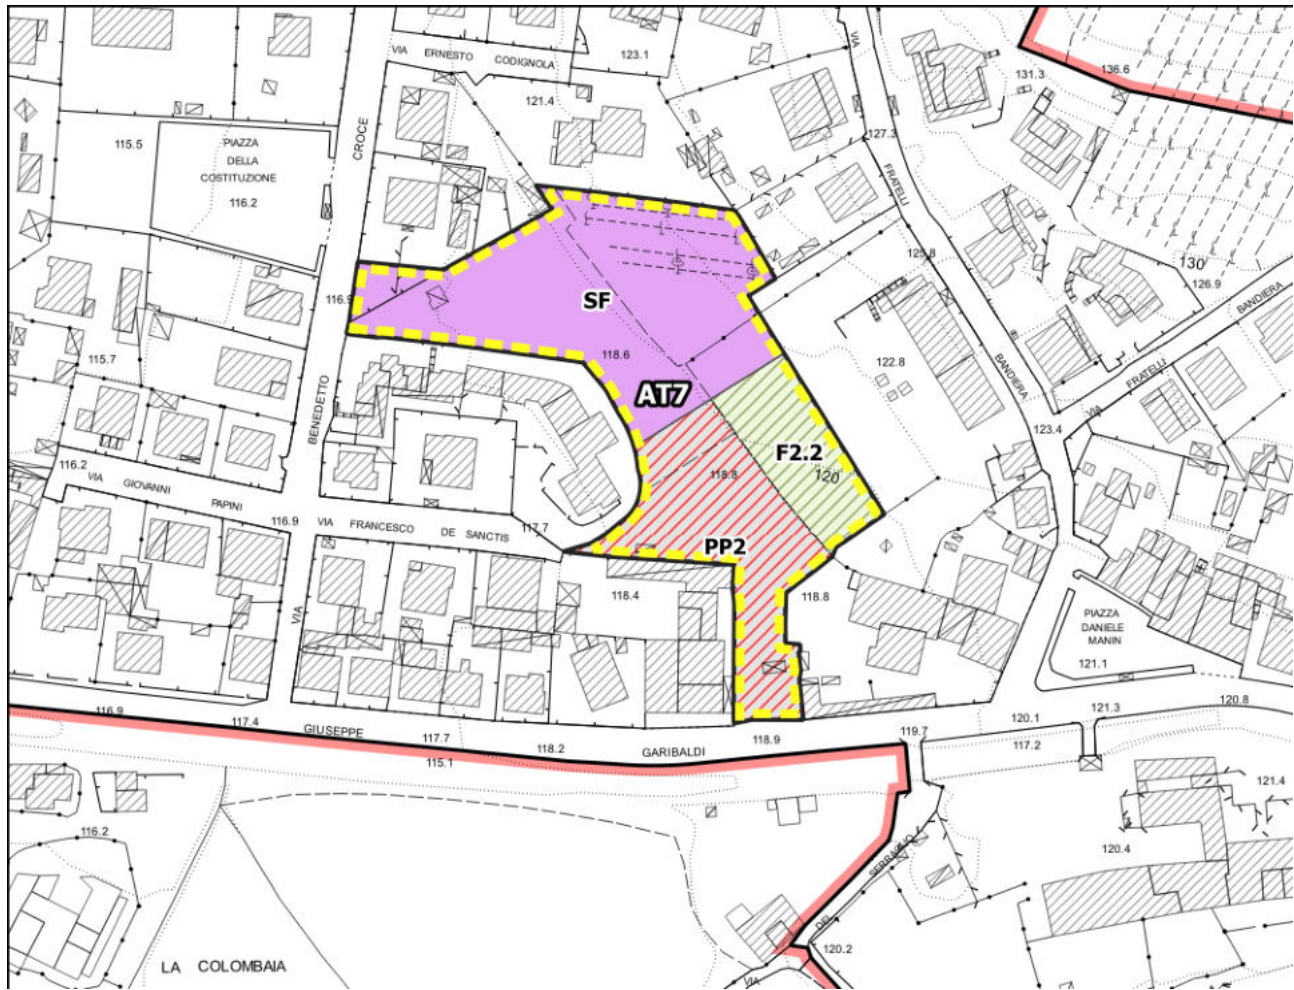 VIA
ERNESTO
CODIGNOLA
123.1
VIA
136.6
131.3
121.4
127.3
CROCE
115.5
PIAZZA
DELLA
COSTITUZIONE
116.2
FRATELLI
125.8
130
126.9
BANDIERA
116.9
SF
118.6
115.7
122.8
BANDIERA
FRATELLI
VIA
AT7
BENEDETTO
123.4
F2.2
120
118.8
116.2
VIA
GIOVANNI
PAPINI
116.9
VIA
FRANCESCO
DE SANCTIS
117.7
PP2
118.4
118.8
VIA
PIAZZA
DANIELE
MANIN
121.1
116.9
117.4
GIUSEPPE
117.7
115.1
118.2
GARIBALDI
118.9
119.7
120.1
117.2
121.3
120.8
121.4
116.2
120.4
SERRAGLIO
DEL
VIA
120.2
LA COLOMBAIA